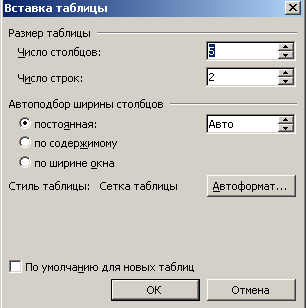 Вставка таблицы
Размер таблицы
Число столбцов: 5
Число строк: 2
Автоподбор ширины столбцов
постоянная: Авто
по содержимому
по ширине окна
Стиль таблицы: Сетка таблицы Автоформат...
По умолчанию для новых таблиц
ОК Отмена